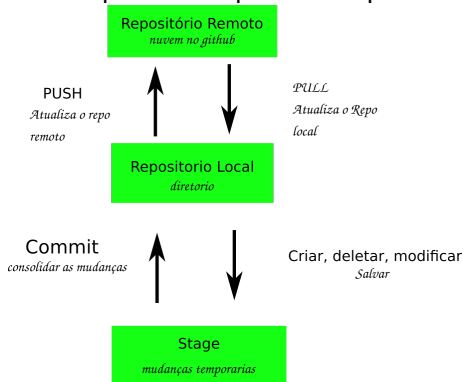 Repositório Remoto
nuvem no github
PUSH
Atualiza o repo
remoto
PULL
Atualiza o Repo
local
Repositorio Local
diretorio
Commit
consolidar as mudanças
Criar, deletar, modificar
Salvar
Stage
mudanças temporarias